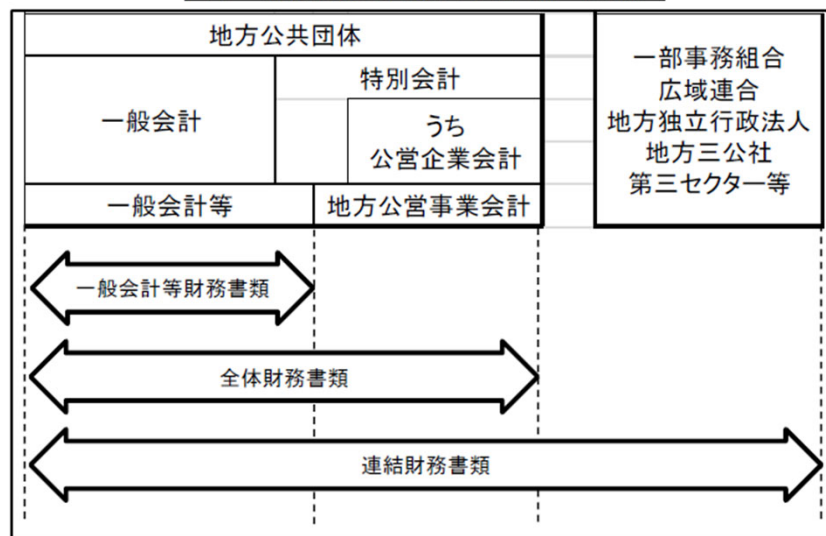 地方公共団体
一般会計
特別会計
うち
公営企業会計
一般会計等
地方公営事業会計
一部事務組合
広域連合
地方独立行政法人
地方三公社
第三セクター等
一般会計等財務書類
全体財務書類
連結財務書類